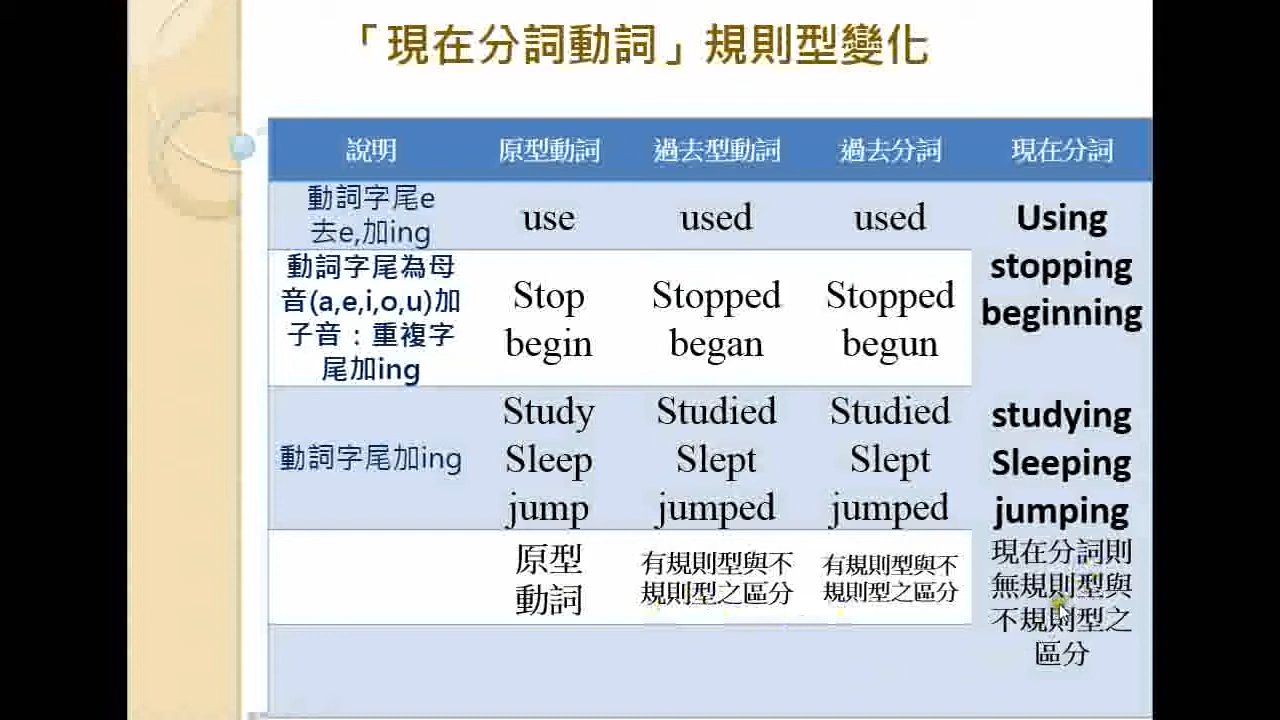 「現在分詞動詞」規則型變化
說明 原型動詞 過去型動詞 過去分詞 現在分詞
動詞字尾e
去e,加ing
use used used Using
動詞字尾為母
音(a,e,i,o,u)加
子音：重複字
尾加ing
Stop Stopped Stopped stopping
begin began begun beginning
動詞字尾加ing
Study Studied Studied studying
Sleep Slept Slept Sleeping
jump jumped jumped jumping
原型
動詞
有規則型與不
規則型之區分
有規則型與不
規則型之區分
現在分詞則
無規則型與
不規則型之
區分